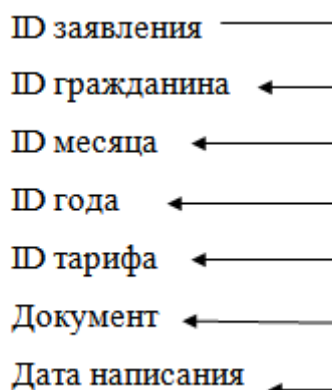 ID заявления
ID гражданина
ID месяца
ID года
ID тарифа
Документ
Дата написания